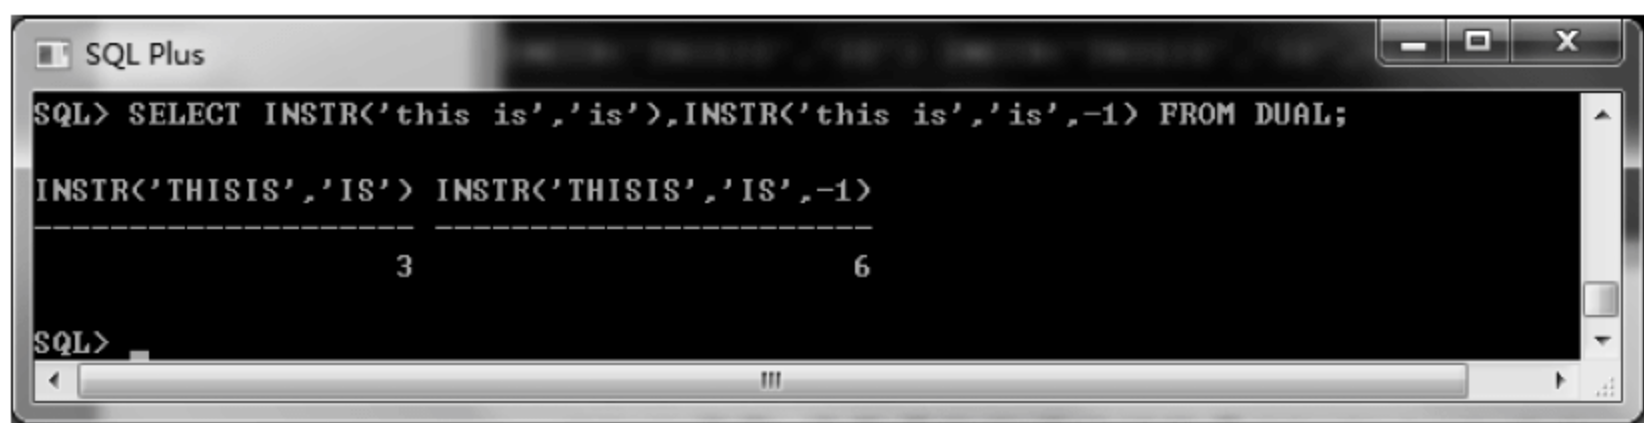 SQL Plus
SQL> SELECT INSTR('this is','is'),INSTR('this is','is',-1) FROM DUAL;
INSTR('THISIS','IS') INSTR('THISIS','IS',-1)
-------------------- -----------------------
3 6
SQL> _